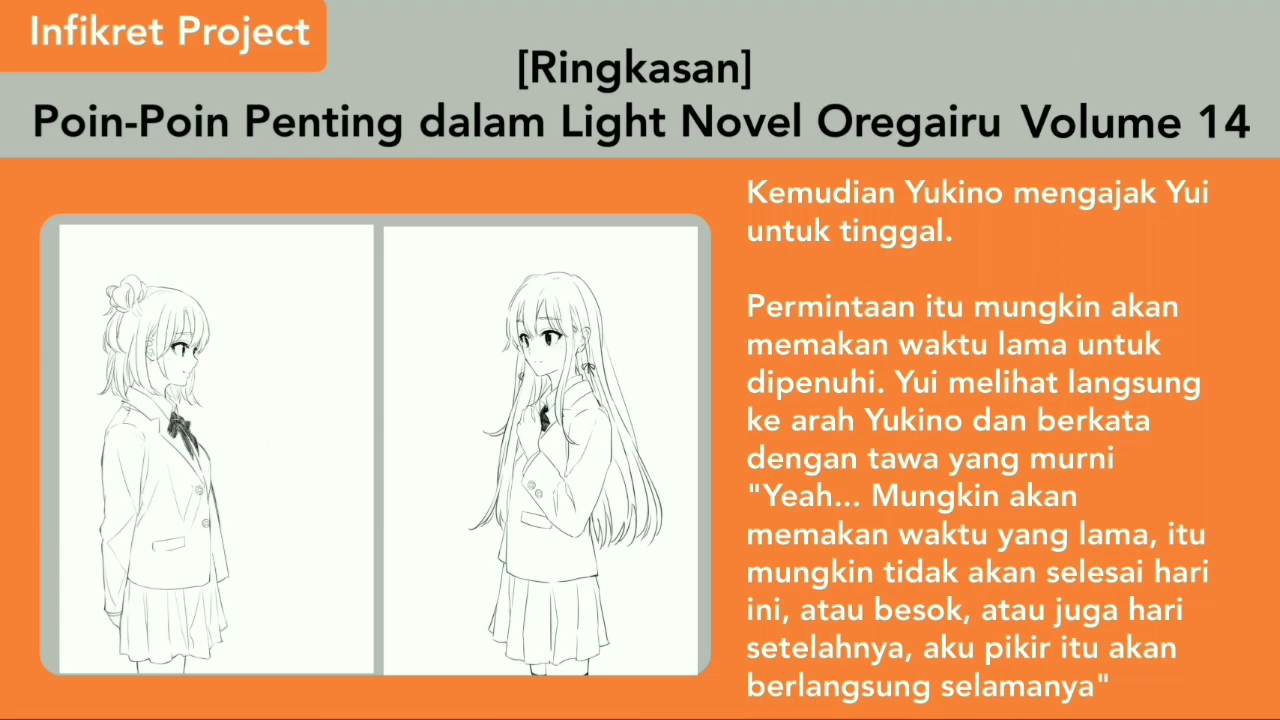 Infikret Project
[Ringkasan]
Poin-Poin Penting dalam Light Novel Oregairu Volume 14
Kemudian Yukino mengajak Yui
untuk tinggal.
Permintaan itu mungkin akan
memakan waktu lama untuk
dipenuhi. Yui melihat langsung
ke arah Yukino dan berkata
dengan tawa yang murni
"Yeah... Mungkin akan
memakan waktu yang lama, itu
mungkin tidak akan selesai hari
ini, atau besok, atau juga hari
setelahnya, aku pikir itu akan
berlangsung selamanya"